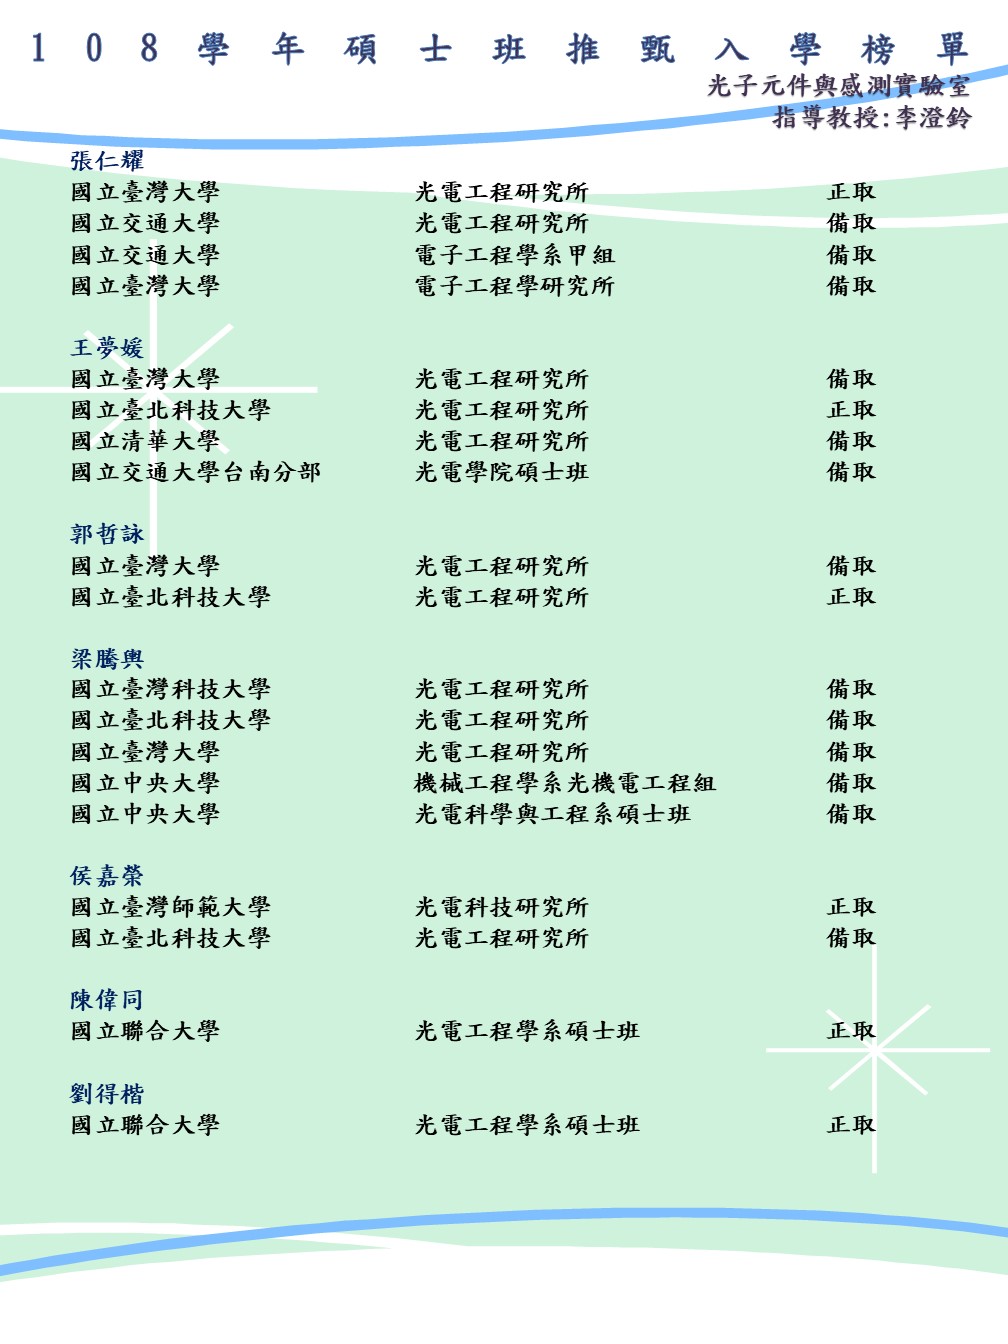 108學年碩士班推甄入學榜單
光子元件與感測實驗室
指導教授:李澄鈴
張仁耀
國立臺灣大學 光電工程研究所 正取
國立交通大學 光電工程研究所 備取
國立交通大學 電子工程學系甲組 備取
國立臺灣大學 電子工程學研究所 備取
王夢媛
國立臺灣大學 光電工程研究所 備取
國立臺北科技大學 光電工程研究所 正取
國立清華大學 光電工程研究所 備取
國立交通大學台南分部 光電學院碩士班 備取
郭哲詠
國立臺灣大學 光電工程研究所 備取
國立臺北科技大學 光電工程研究所 正取
梁騰輿
國立臺灣科技大學 光電工程研究所 備取
國立臺北科技大學 光電工程研究所 備取
國立臺灣大學 光電工程研究所 備取
國立中央大學 機械工程學系光機電工程組 備取
國立中央大學 光電科學與工程系碩士班 備取
侯嘉榮
國立臺灣師範大學 光電科技研究所 正取
國立臺北科技大學 光電工程研究所 備取
陳偉同
國立聯合大學 光電工程學系碩士班 正取
劉得楷
國立聯合大學 光電工程學系碩士班 正取